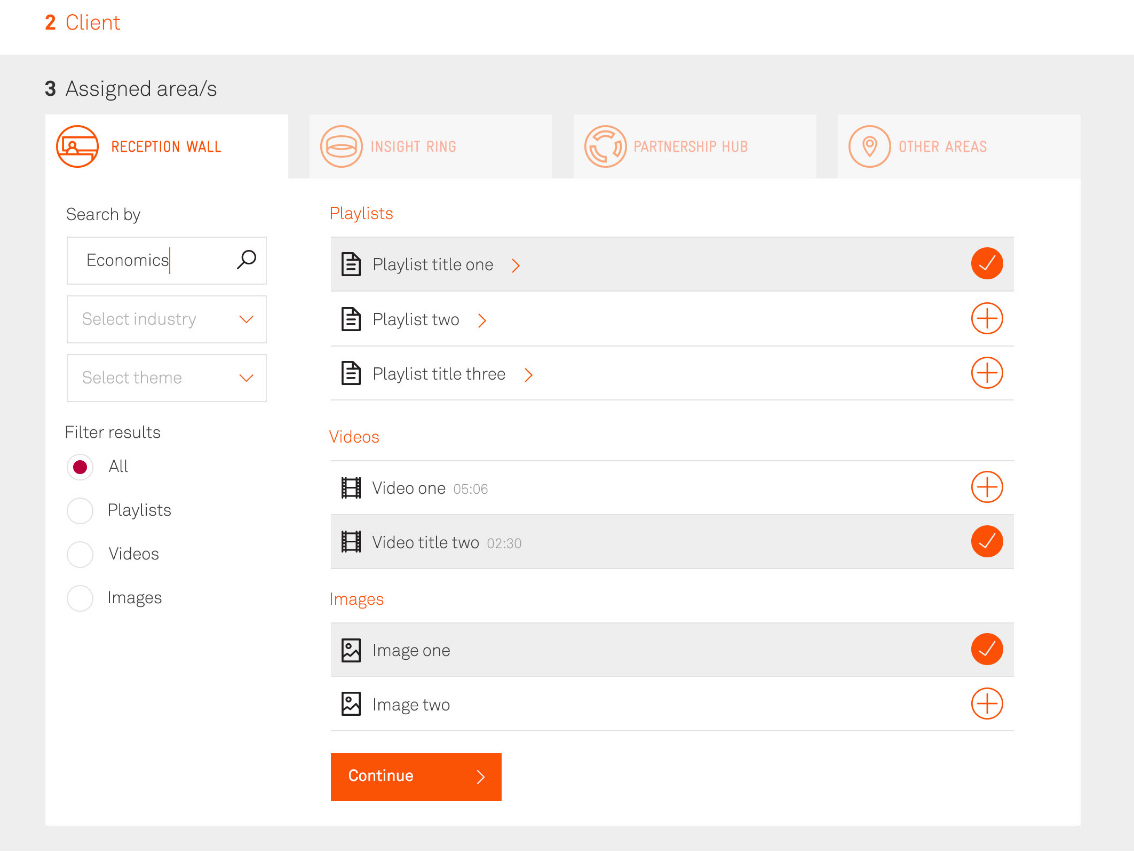 2 Client
3 Assigned area/s
RECEPTION WALL
INSIGHT RING
PARTNERSHIP HUB
OTHER AREAS
Search by
Economics
Select industry
Select theme
Filter results
All
Playlists
Videos
Images
Playlists
Playlist title one
Playlist two
Playlist title three
Videos
Video one 05:06
Video title two 02:30
Images
Image one
Image two
Continue